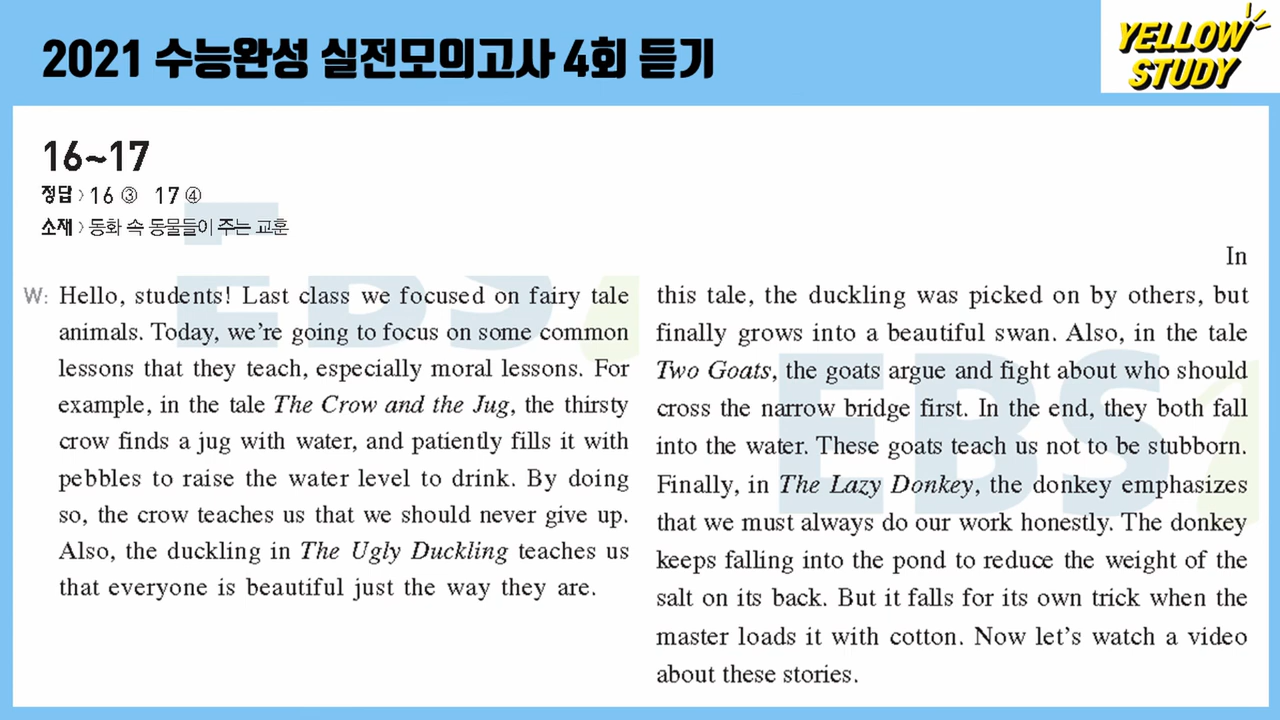 2021 수능완성 실전모의고사 4회 듣기
YELLOW
STUDY
16~17
정답 > 16 ③ 17 ④
소재 > 동화 속 동물들이 주는 교훈
W: Hello, students! Last class we focused on fairy tale
animals. Today, we're going to focus on some common
lessons that they teach, especially moral lessons. For
example, in the tale The Crow and the Jug, the thirsty
crow finds a jug with water, and patiently fills it with
pebbles to raise the water level to drink. By doing
so, the crow teaches us that we should never give up.
Also, the duckling in The Ugly Duckling teaches us
that everyone is beautiful just the way they are.
In
this tale, the duckling was picked on by others, but
finally grows into a beautiful swan. Also, in the tale
Two Goats, the goats argue and fight about who should
cross the narrow bridge first. In the end, they both fall
into the water. These goats teach us not to be stubborn.
Finally, in The Lazy Donkey, the donkey emphasizes
that we must always do our work honestly. The donkey
keeps falling into the pond to reduce the weight of the
salt on its back. But it falls for its own trick when the
master loads it with cotton. Now let's watch a video
about these stories.
EBS
EBS